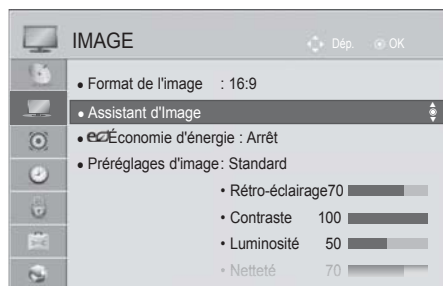 IMAGE
Dép. OK
• Format de l'image : 16:9
• Assistant d'Image
• eco Économie d'énergie : Arrêt
• Préréglages d'image: Standard
• Rétro-éclairage70
• Contraste 100
• Luminosité 50
• Netteté 70